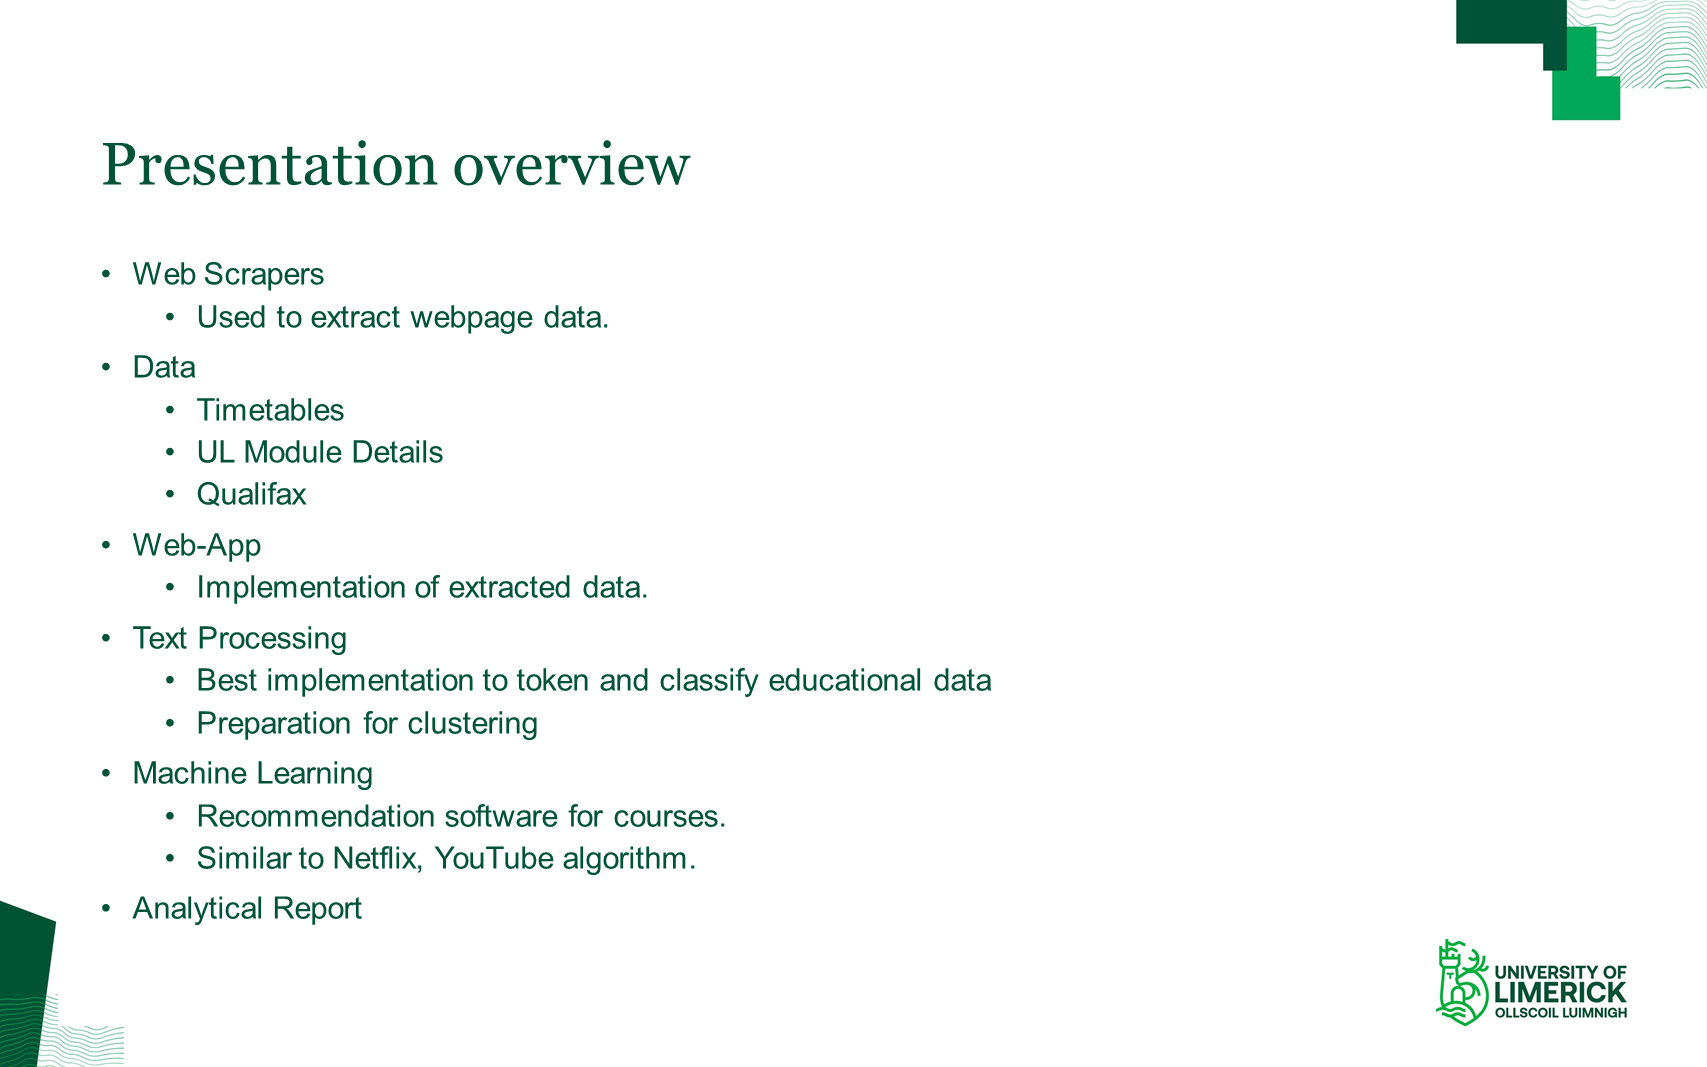 Presentation overview
• Web Scrapers
• Used to extract webpage data.
• Data
• Timetables
• UL Module Details
• Qualifax
• Web-App
• Implementation of extracted data.
• Text Processing
• Best implementation to token and classify educational data
• Preparation for clustering
• Machine Learning
• Recommendation software for courses.
• Similar to Netflix, YouTube algorithm.
• Analytical Report
UNIVERSITY OF
LIMERICK
OLLSCOIL LUIMNIGH